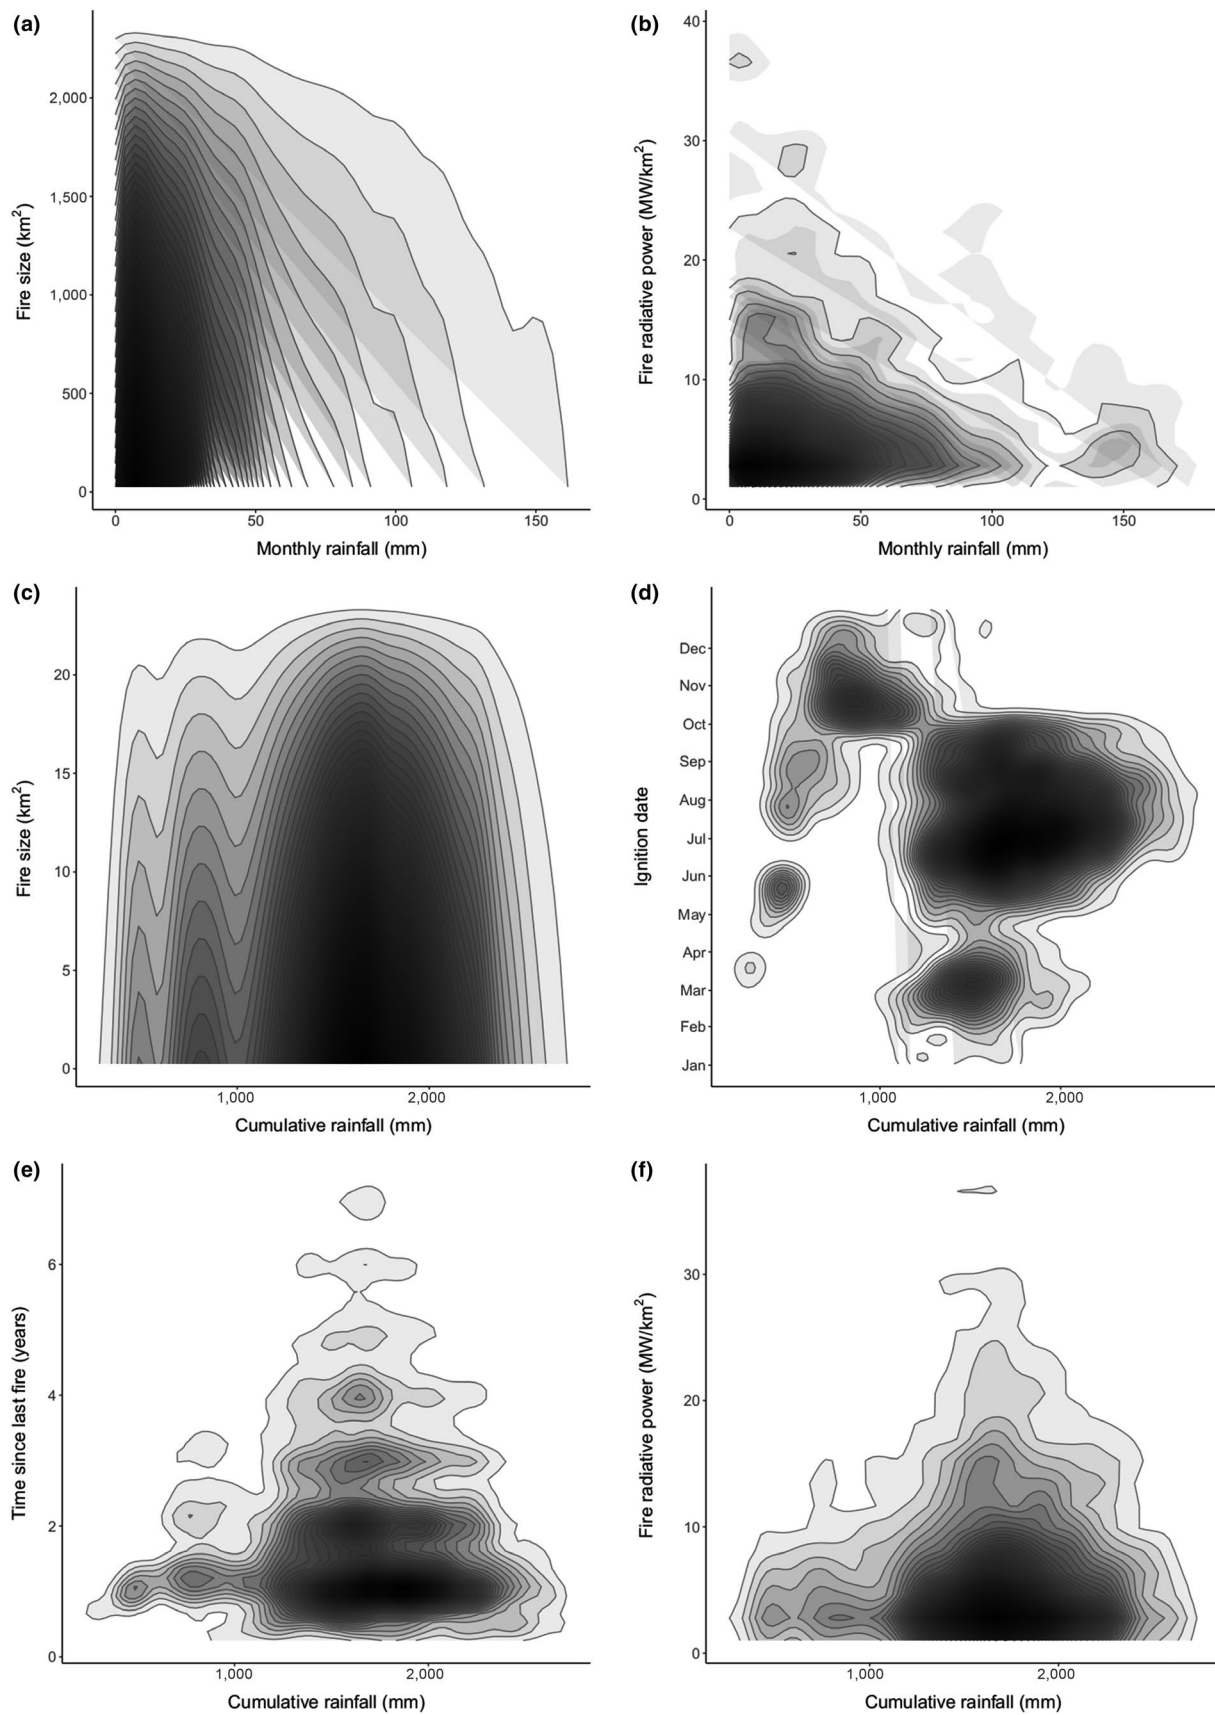 (a)
2,000
1,500
1,000
500
0
Fire size (km²)
0 50 100 150
Monthly rainfall (mm)
(b)
40
30
20
10
0
Fire radiative power (MW/km²)
0 50 100 150
Monthly rainfall (mm)
(c)
20
15
10
5
0
Fire size (km²)
1,000 2,000
Cumulative rainfall (mm)
(d)
Dec
Nov
Oct
Sep
Aug
Jul
Jun
May
Apr
Mar
Feb
Jan
Ignition date
1,000 2,000
Cumulative rainfall (mm)
(e)
6
4
2
0
Time since last fire (years)
1,000 2,000
Cumulative rainfall (mm)
(f)
30
20
10
0
Fire radiative power (MW/km²)
1,000 2,000
Cumulative rainfall (mm)